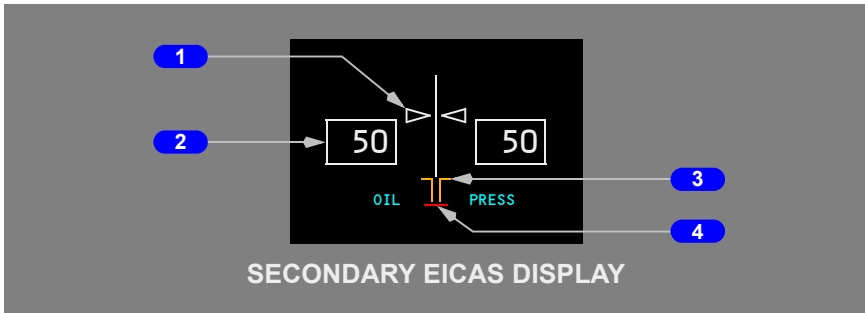 1
2
50 50
3
OIL PRESS
4
SECONDARY EICAS DISPLAY